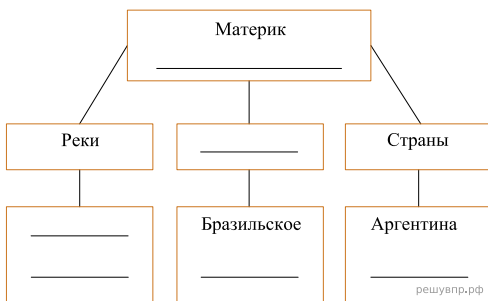 Материк
Реки
Страны
Бразильское
Аргентина
решувпр.рф